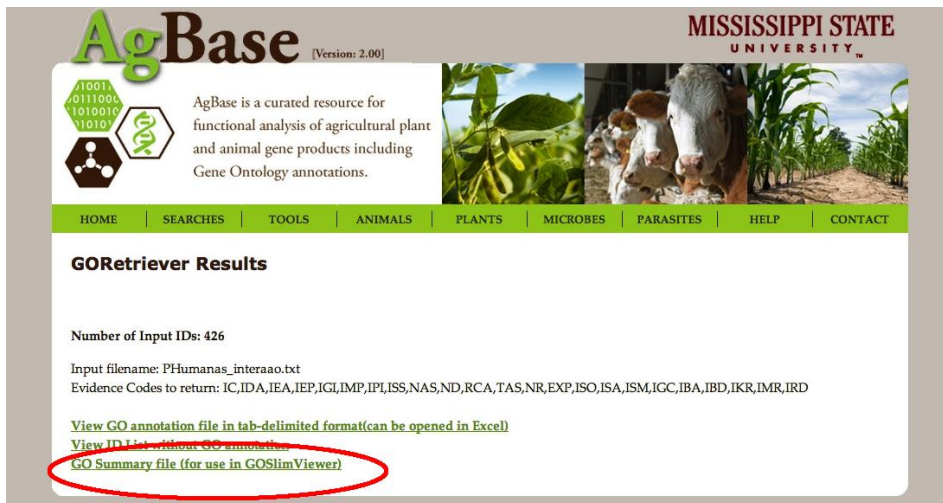 AgBase [Version: 2.00]
MISSISSIPPI STATE
UNIVERSITY™
AgBase is a curated resource for
functional analysis of agricultural plant
and animal gene products including
Gene Ontology annotations.
HOME SEARCHES TOOLS ANIMALS PLANTS MICROBES PARASITES HELP CONTACT
GORetriever Results
Number of Input IDs: 426
Input filename: PHumanas_interaao.txt
Evidence Codes to return: IC,IDA,IEA,IEP,IGI,IMP,IPI,ISS,NAS,ND,RCA,TAS,NR,EXP,ISO,ISA,ISM,IGC,IBA,IBD,IKR,IMR,IRD
View GO annotation file in tab-delimited format(can be opened in Excel)
View ID List without GO annotation
GO Summary file (for use in GOSlimViewer)